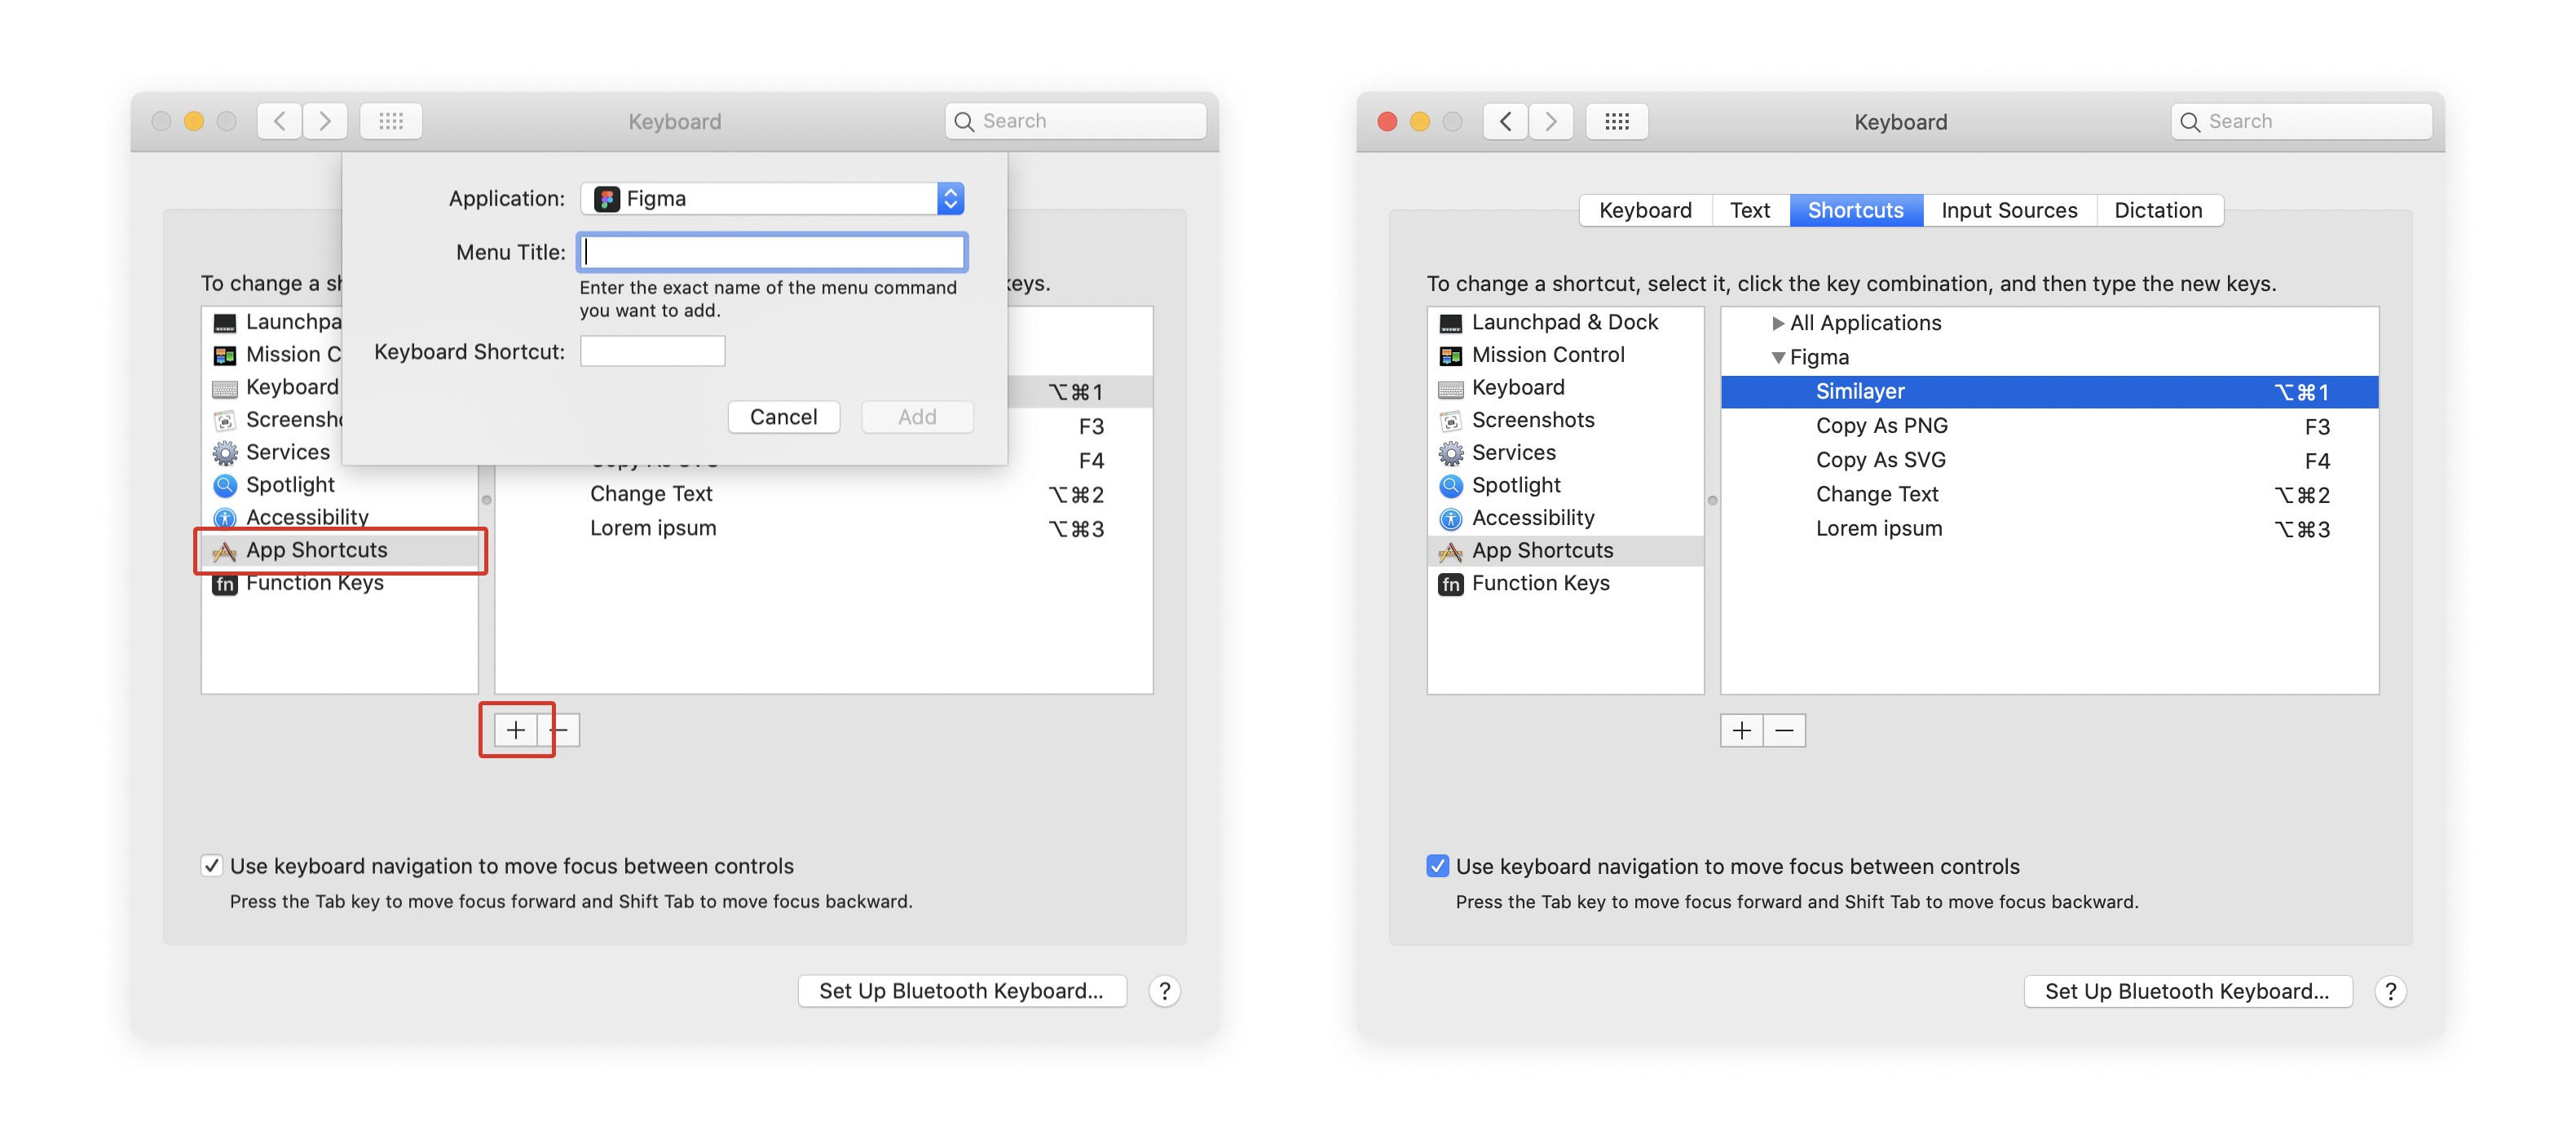 Keyboard
Search
Application: Figma
Menu Title:
Enter the exact name of the menu command
you want to add.
Keyboard Shortcut:
Cancel Add
To change a sh
eys.
Launchpa
Mission C
Keyboard
Screensho
Services
Spotlight
Accessibility
App Shortcuts
fn Function Keys
⌥⌘1
F3
Copy As SVG F4
Change Text ⌥⌘2
Lorem ipsum ⌥⌘3
+ −
Use keyboard navigation to move focus between controls
Press the Tab key to move focus forward and Shift Tab to move focus backward.
Set Up Bluetooth Keyboard... ?
Keyboard
Search
Keyboard Text Shortcuts Input Sources Dictation
To change a shortcut, select it, click the key combination, and then type the new keys.
Launchpad & Dock
Mission Control
Keyboard
Screenshots
Services
Spotlight
Accessibility
App Shortcuts
fn Function Keys
All Applications
Figma
Similayer ⌥⌘1
Copy As PNG F3
Copy As SVG F4
Change Text ⌥⌘2
Lorem ipsum ⌥⌘3
+ −
Use keyboard navigation to move focus between controls
Press the Tab key to move focus forward and Shift Tab to move focus backward.
Set Up Bluetooth Keyboard... ?